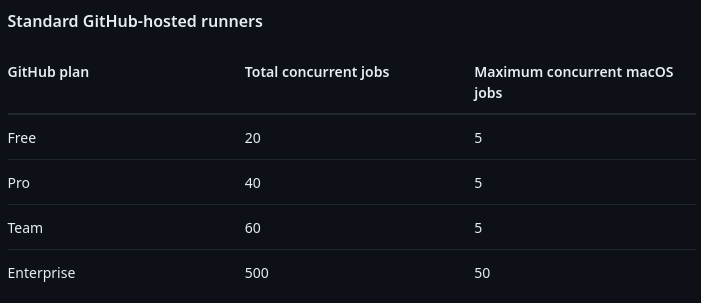 Standard GitHub-hosted runners
GitHub plan Total concurrent jobs Maximum concurrent macOS
jobs
Free 20 5
Pro 40 5
Team 60 5
Enterprise 500 50